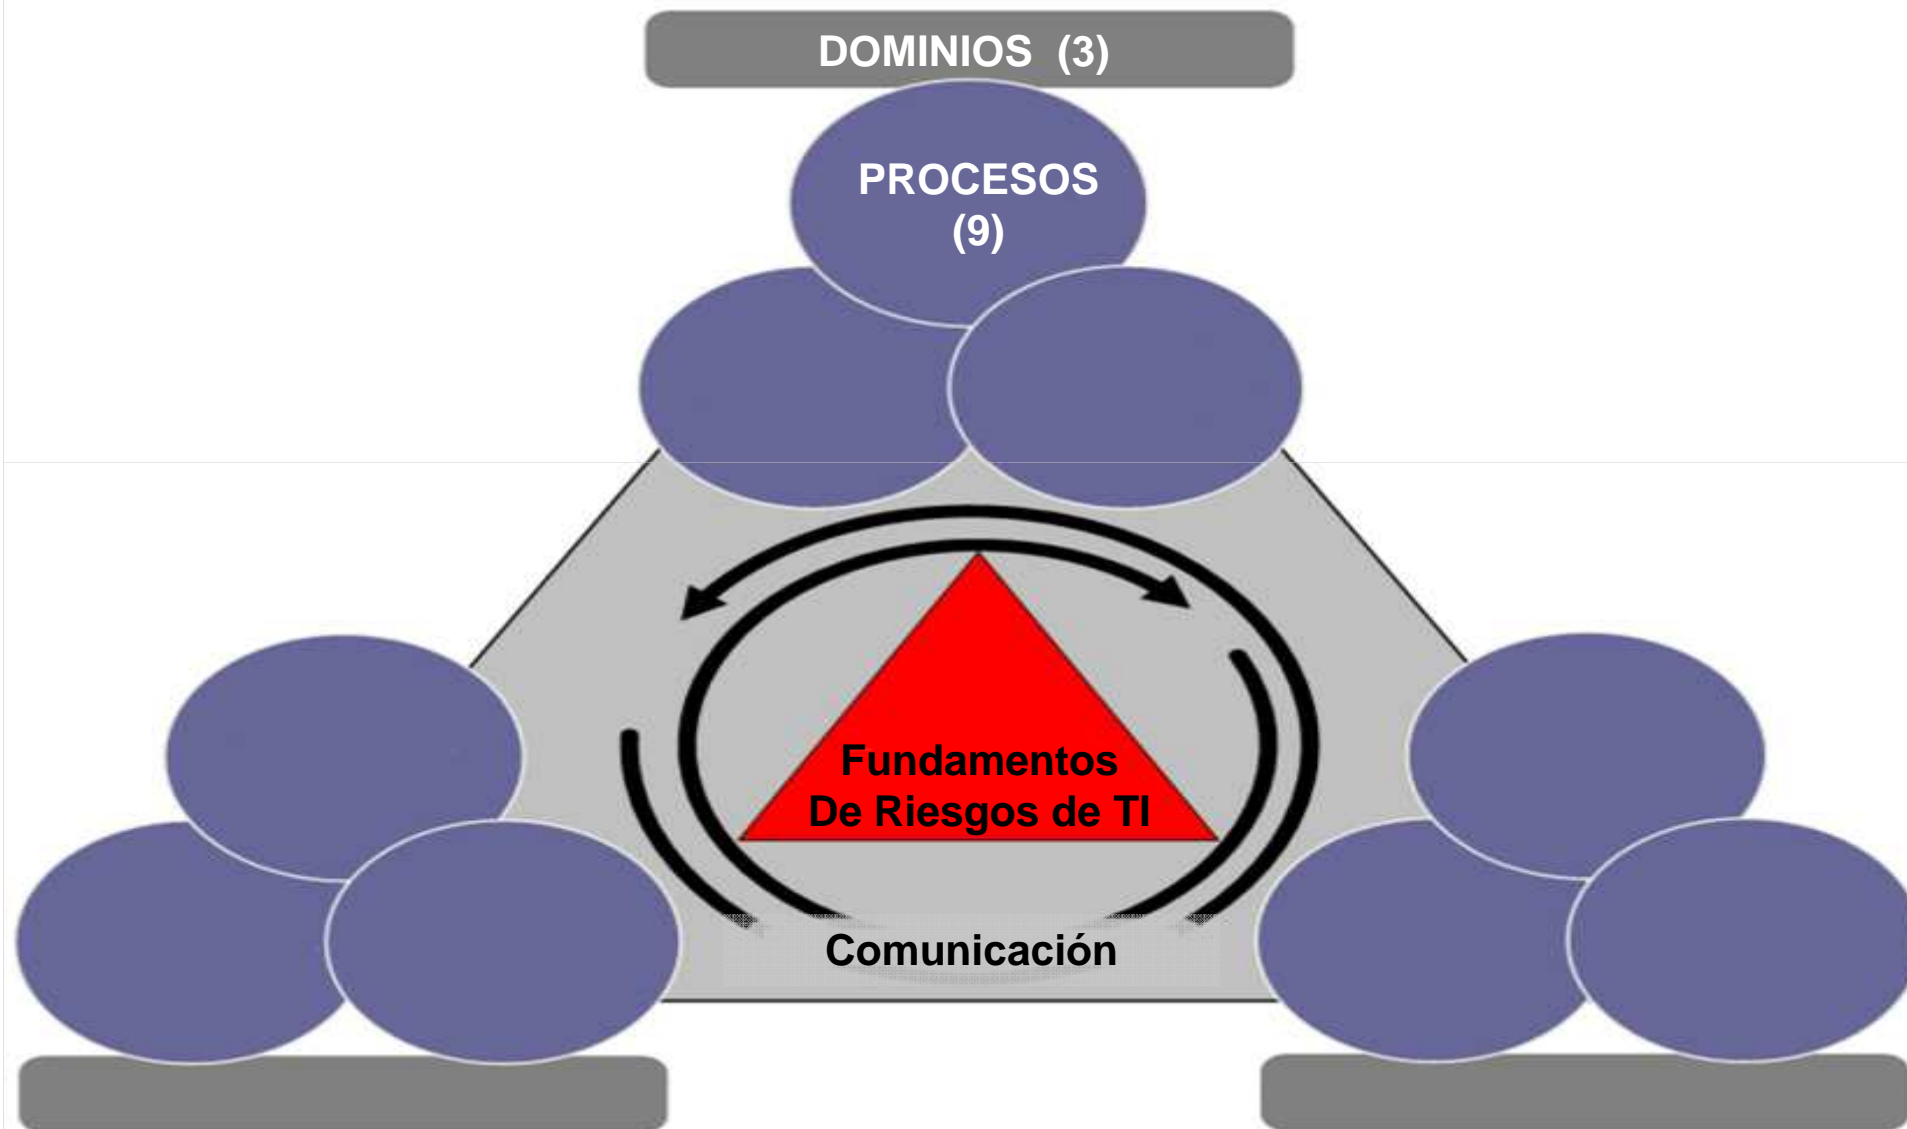 DOMINIOS (3)
PROCESOS
(9)
Fundamentos
De Riesgos de TI
Comunicación